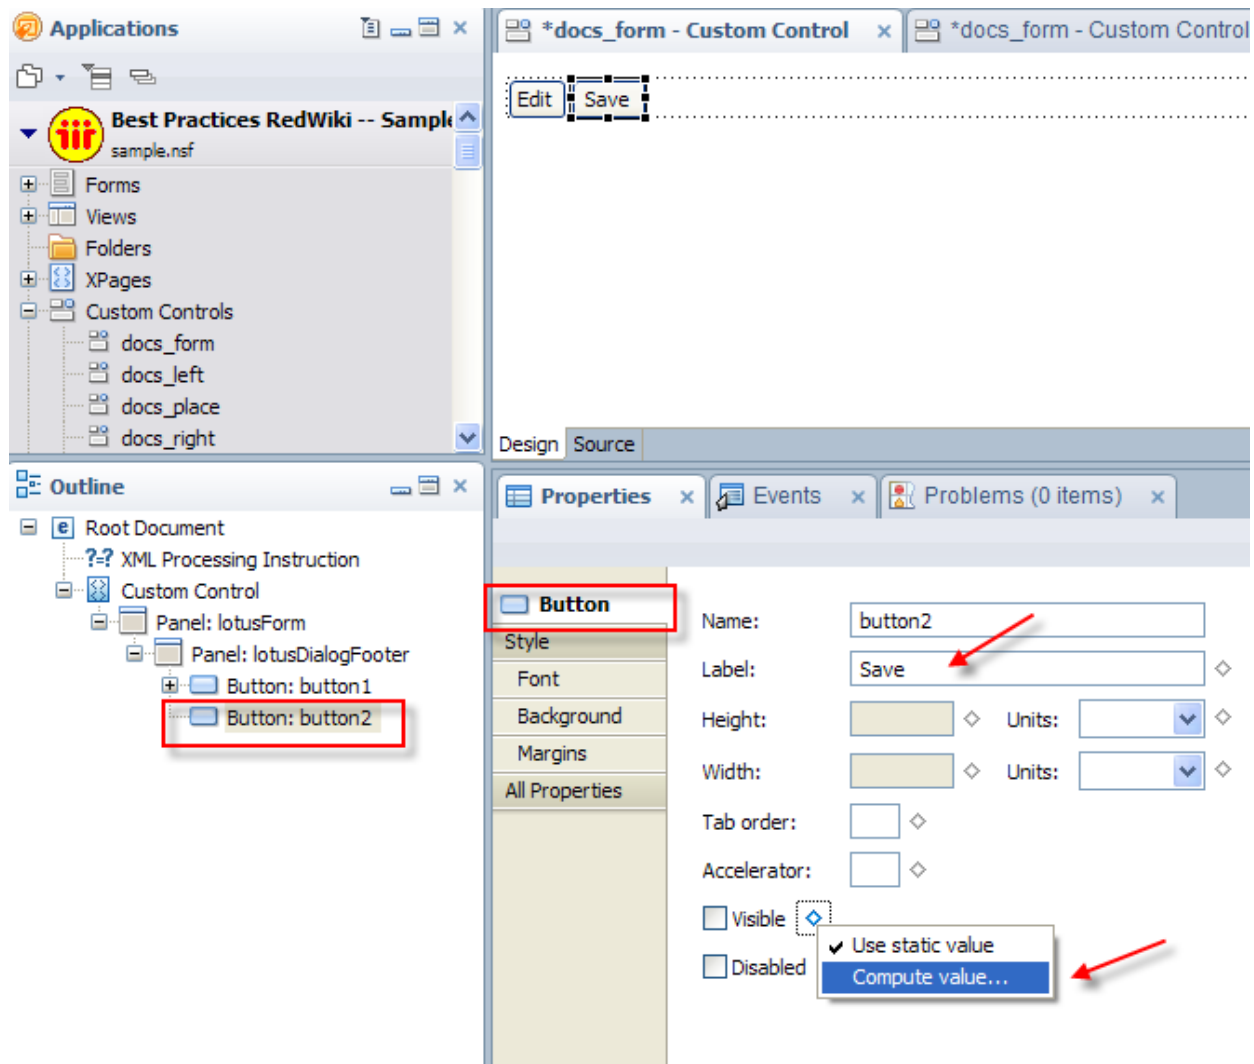 Applications
Best Practices RedWiki -- Sample
sample.nsf
Forms
Views
Folders
XPages
Custom Controls
docs_form
docs_left
docs_place
docs_right
*docs_form - Custom Control
*docs_form - Custom Control
Edit
Save
Design
Source
Outline
Root Document
?=? XML Processing Instruction
Custom Control
Panel: lotusForm
Panel: lotusDialogFooter
Button: button1
Button: button2
Properties
Events
Problems (0 items)
Button
Style
Font
Background
Margins
All Properties
Name: button2
Label: Save
Height: Units:
Width: Units:
Tab order:
Accelerator:
Visible
Use static value
Disabled
Compute value...